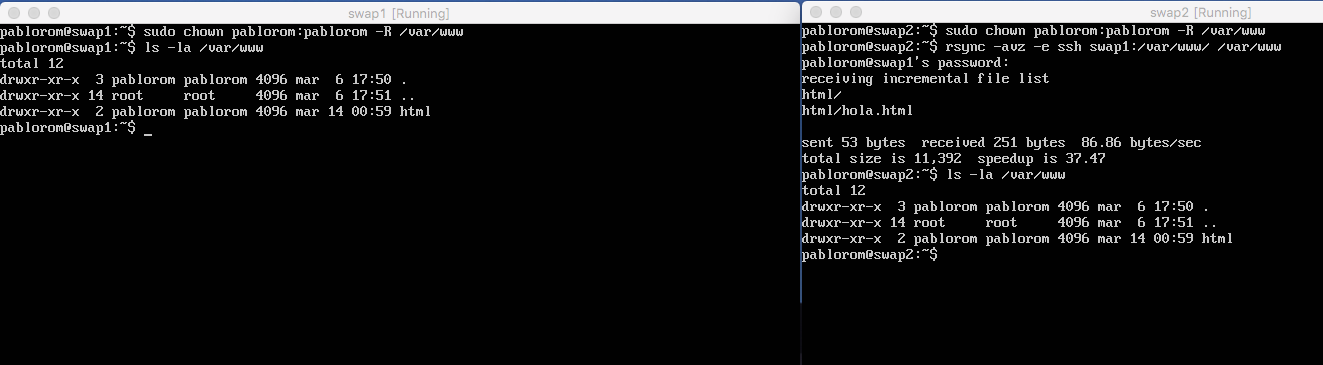 swap1 [Running]
pablorom@swap1:~$ sudo chown pablorom:pablorom -R /var/www
pablorom@swap1:~$ ls -la /var/www
total 12
drwxr-xr-x  3 pablorom pablorom 4096 mar  6 17:50 .
drwxr-xr-x 14 root     root     4096 mar  6 17:51 ..
drwxr-xr-x  2 pablorom pablorom 4096 mar 14 00:59 html
pablorom@swap1:~$ _
swap2 [Running]
pablorom@swap2:~$ sudo chown pablorom:pablorom -R /var/www
pablorom@swap2:~$ rsync -avz -e ssh swap1:/var/www/ /var/www
pablorom@swap1's password:
receiving incremental file list
html/
html/hola.html
sent 53 bytes  received 251 bytes  86.86 bytes/sec
total size is 11,392  speedup is 37.47
pablorom@swap2:~$ ls -la /var/www
total 12
drwxr-xr-x  3 pablorom pablorom 4096 mar  6 17:50 .
drwxr-xr-x 14 root     root     4096 mar  6 17:51 ..
drwxr-xr-x  2 pablorom pablorom 4096 mar 14 00:59 html
pablorom@swap2:~$